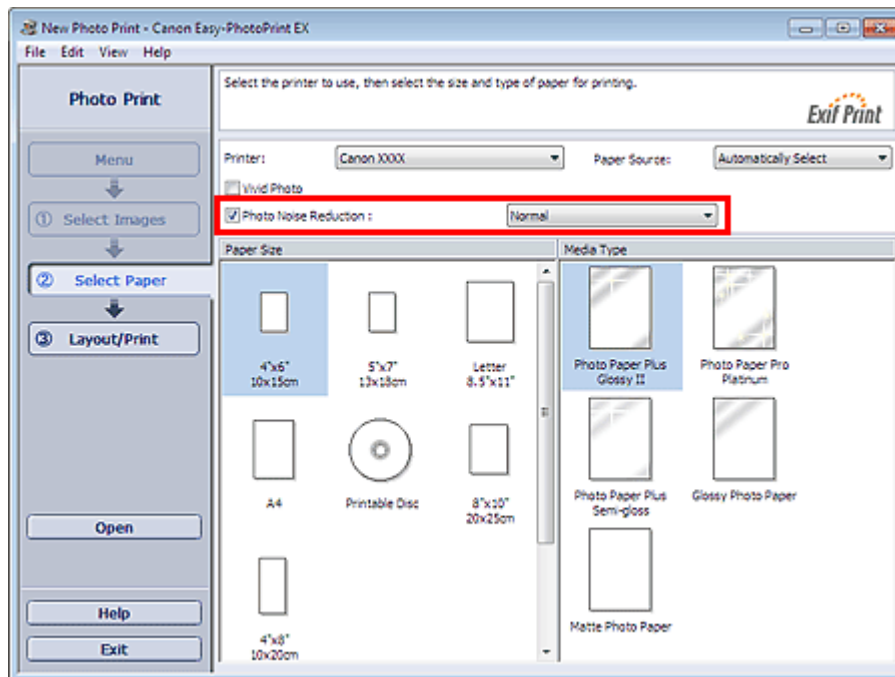 New Photo Print - Canon Easy-PhotoPrint EX
File Edit View Help
Photo Print
Select the printer to use, then select the size and type of paper for printing.
Exif Print
Menu
① Select Images
② Select Paper
③ Layout/Print
Open
Help
Exit
Printer: Canon XXXX Paper Source: Automatically Select
Vivid Photo
Photo Noise Reduction : Normal
Paper Size
4"x6"
10x15cm
5"x7"
13x18cm
Letter
8.5"x11"
A4
Printable Disc
8"x10"
20x25cm
4"x8"
10x20cm
Media Type
Photo Paper Plus
Glossy II
Photo Paper Pro
Platinum
Photo Paper Plus
Semi-gloss
Glossy Photo Paper
Matte Photo Paper